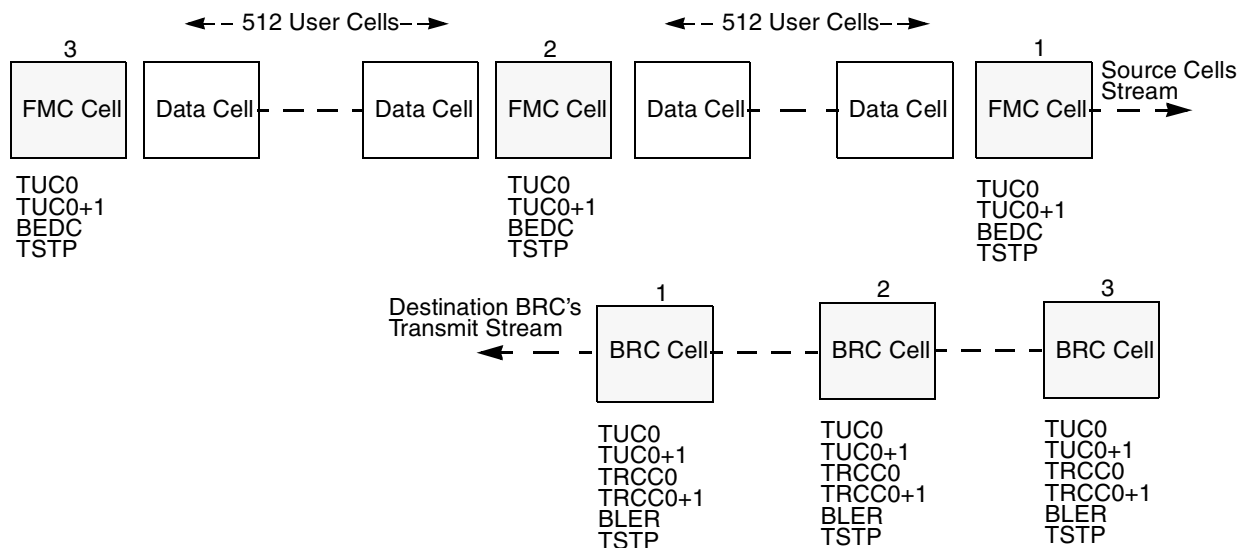 512 User Cells
512 User Cells
3
2
1
FMC Cell
Data Cell
Data Cell
FMC Cell
Data Cell
Data Cell
FMC Cell
Source Cells
Stream
TUC0
TUC0+1
BEDC
TSTP
TUC0
TUC0+1
BEDC
TSTP
TUC0
TUC0+1
BEDC
TSTP
Destination BRC's
Transmit Stream
1
2
3
BRC Cell
BRC Cell
BRC Cell
TUC0
TUC0+1
TRCC0
TRCC0+1
BLER
TSTP
TUC0
TUC0+1
TRCC0
TRCC0+1
BLER
TSTP
TUC0
TUC0+1
TRCC0
TRCC0+1
BLER
TSTP